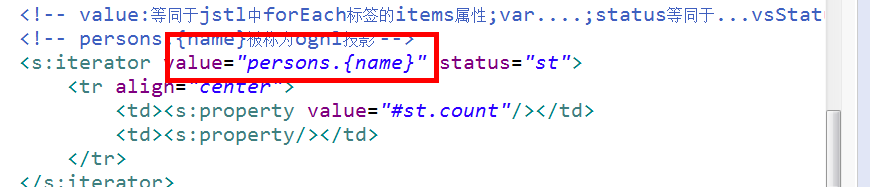 <!-- value:等同于jstl中forEach标签的items属性;var....;status等同于...vsStatu
<!-- persons.{name}被称为ognl投影-->
<s:iterator value="persons.{name}" status="st">
<tr align="center">
<td><s:property value="#st.count"/></td>
<td><s:property/></td>
</tr>
</s:iterator>